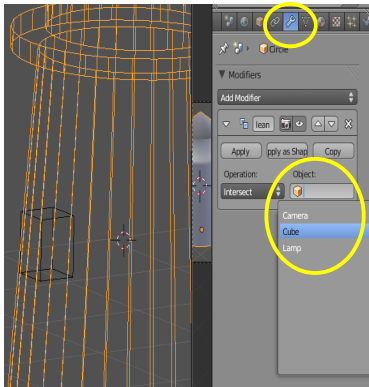 Circle
Modifiers
Add Modifier
lean
Apply
pply as Shap
Copy
Operation:
Object:
Intersect
Camera
Cube
Lamp